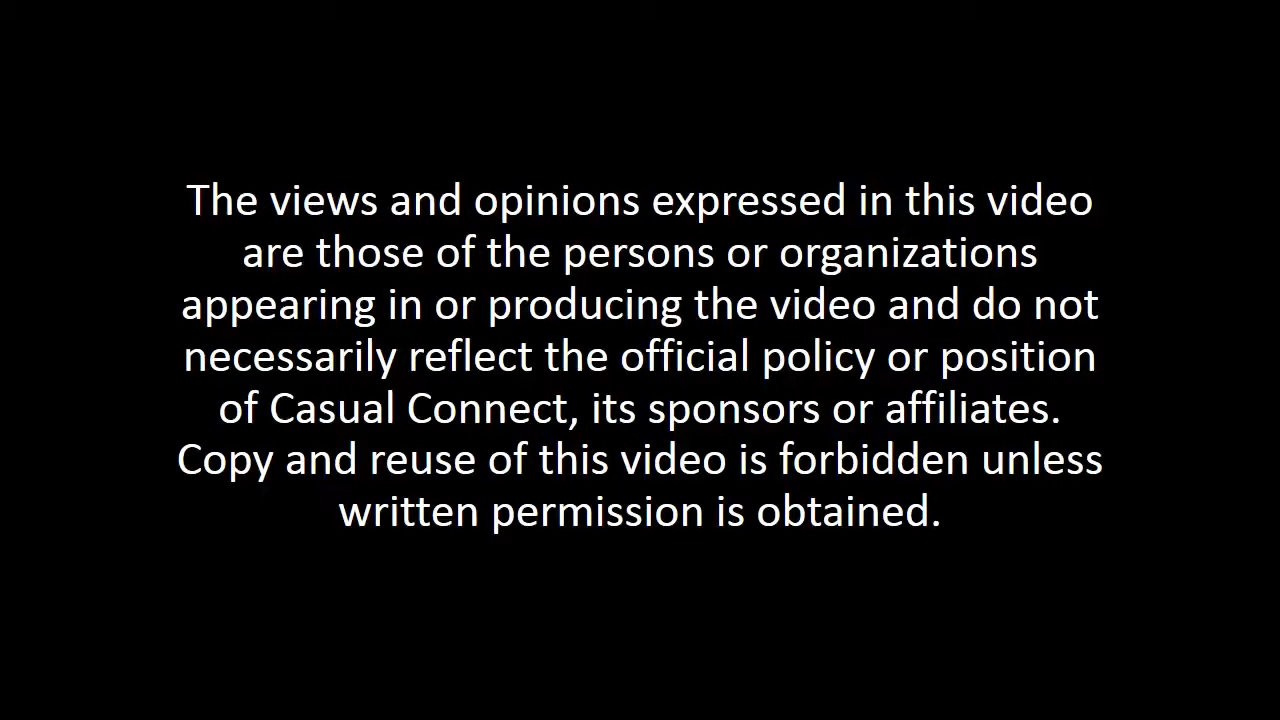 The views and opinions expressed in this video
are those of the persons or organizations
appearing in or producing the video and do not
necessarily reflect the official policy or position
of Casual Connect, its sponsors or affiliates.
Copy and reuse of this video is forbidden unless
written permission is obtained.